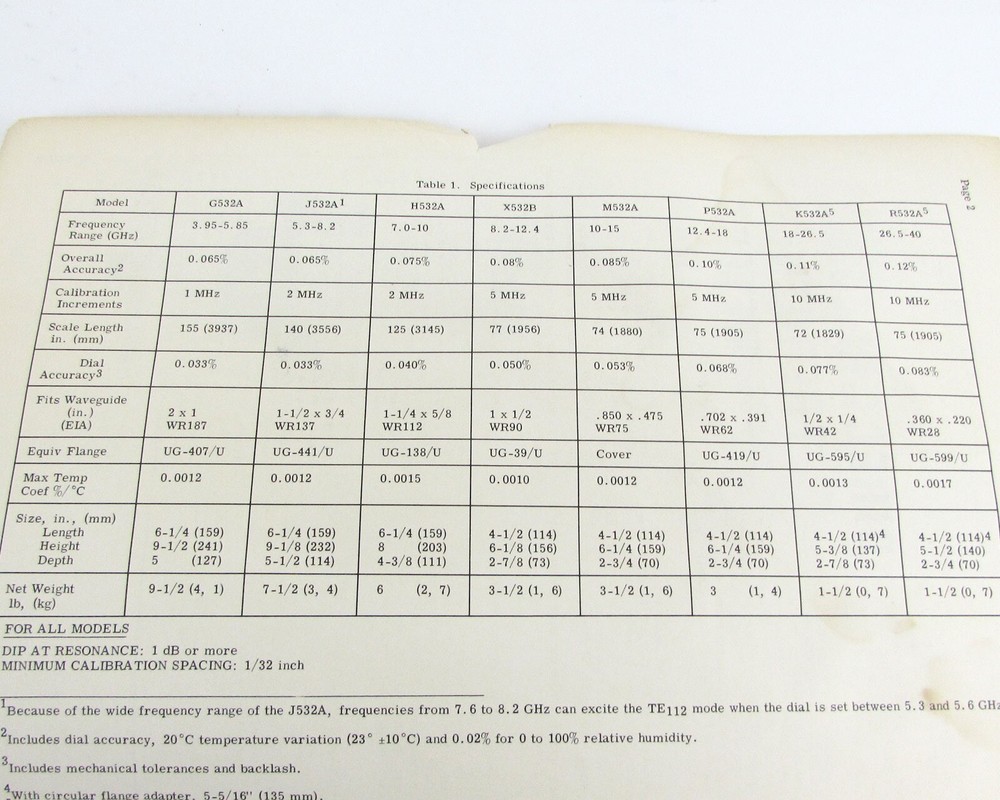 Page 2
Table 1. Specifications
Model G532A J532A1 H532A X532B M532A P532A K532A5 R532A5
Frequency
Range (GHz) 3.95-5.85 5.3-8.2 7.0-10 8.2-12.4 10-15 12.4-18 18-26.5 26.5-40
Overall
Accuracy2 0.065% 0.065% 0.075% 0.08% 0.085% 0.10% 0.11% 0.12%
Calibration
Increments 1 MHz 2 MHz 2 MHz 5 MHz 5 MHz 5 MHz 10 MHz 10 MHz
Scale Length
in. (mm) 155 (3937) 140 (3556) 125 (3145) 77 (1956) 74 (1880) 75 (1905) 72 (1829) 75 (1905)
Dial
Accuracy3 0.033% 0.033% 0.040% 0.050% 0.053% 0.068% 0.077% 0.083%
Fits Waveguide
(in.) 2 x 1 1-1/2 x 3/4 1-1/4 x 5/8 1 x 1/2 .850 x .475 .702 x .391 1/2 x 1/4 .360 x .220
(EIA) WR187 WR137 WR112 WR90 WR75 WR62 WR42 WR28
Equiv Flange UG-407/U UG-441/U UG-138/U UG-39/U Cover UG-419/U UG-595/U UG-599/U
Max Temp
Coef %/°C 0.0012 0.0012 0.0015 0.0010 0.0012 0.0012 0.0013 0.0017
Size, in., (mm)
Length 6-1/4 (159) 6-1/4 (159) 6-1/4 (159) 4-1/2 (114) 4-1/2 (114) 4-1/2 (114) 4-1/2 (114)4 4-1/2 (114)4
Height 9-1/2 (241) 9-1/8 (232) 8 (203) 6-1/8 (156) 6-1/4 (159) 6-1/4 (159) 5-3/8 (137) 5-1/2 (140)
Depth 5 (127) 5-1/2 (114) 4-3/8 (111) 2-7/8 (73) 2-3/4 (70) 2-3/4 (70) 2-7/8 (73) 2-3/4 (70)
Net Weight
lb, (kg) 9-1/2 (4, 1) 7-1/2 (3, 4) 6 (2, 7) 3-1/2 (1, 6) 3-1/2 (1, 6) 3 (1, 4) 1-1/2 (0, 7) 1-1/2 (0, 7)
FOR ALL MODELS
DIP AT RESONANCE: 1 dB or more
MINIMUM CALIBRATION SPACING: 1/32 inch
1Because of the wide frequency range of the J532A, frequencies from 7.6 to 8.2 GHz can excite the TE112 mode when the dial is set between 5.3 and 5.6 GHz
2Includes dial accuracy, 20°C temperature variation (23° ±10°C) and 0.02% for 0 to 100% relative humidity.
3Includes mechanical tolerances and backlash.
4With circular flange adapter, 5-5/16" (135 mm).